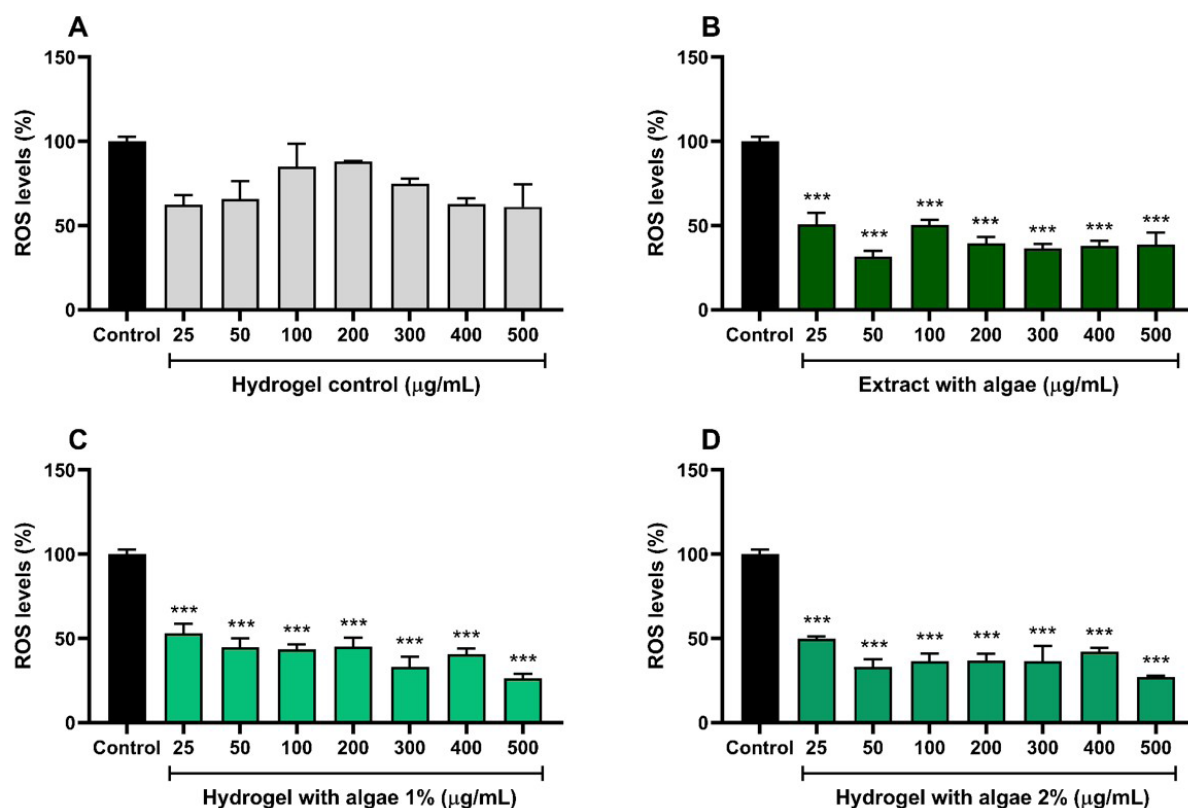 A
ROS levels (%)
150
100
50
0
Control 25 50 100 200 300 400 500
Hydrogel control (μg/mL)
B
ROS levels (%)
150
100
50
0
*** *** *** *** *** *** ***
Control 25 50 100 200 300 400 500
Extract with algae (μg/mL)
C
ROS levels (%)
150
100
50
0
*** *** *** *** *** *** ***
Control 25 50 100 200 300 400 500
Hydrogel with algae 1% (μg/mL)
D
ROS levels (%)
150
100
50
0
*** *** *** *** *** *** ***
Control 25 50 100 200 300 400 500
Hydrogel with algae 2% (μg/mL)